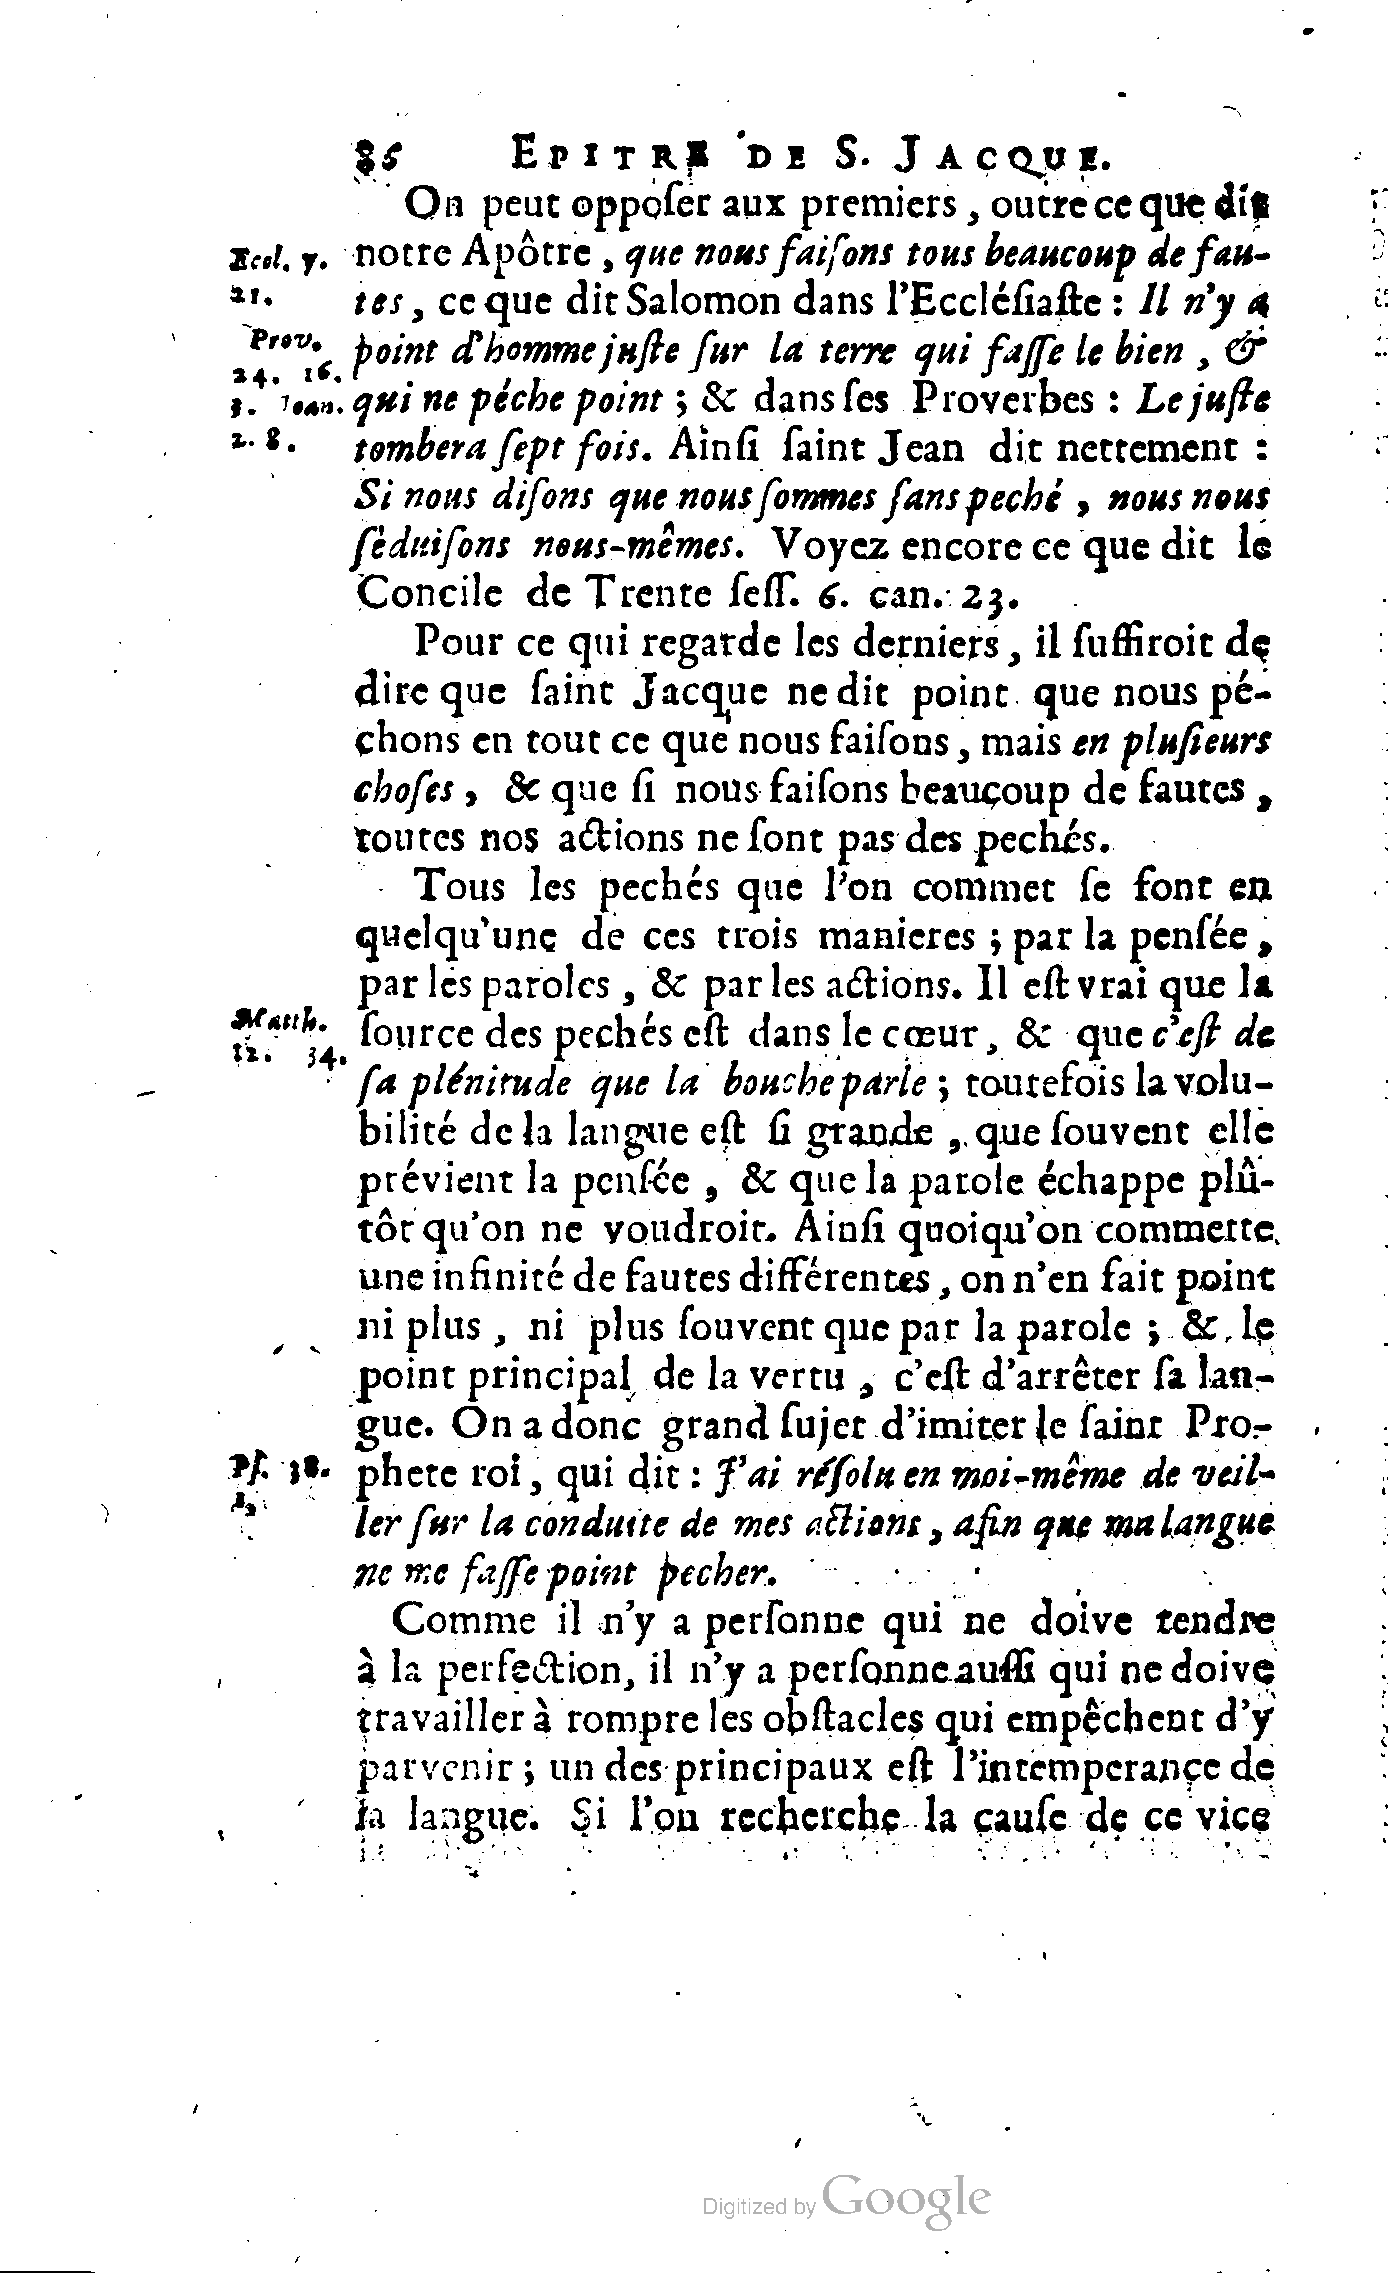 86 EPITRE DE S. JACQUE.
On peut oppoſer aux premiers, outre ce que dit
Eccl. 7. notre Apôtre, que nous faiſons tous beaucoup de fau-
21. tes, ce que dit Salomon dans l'Eccléſiaſte : Il n'y a
Prov. point d'homme juſte ſur la terre qui faſſe le bien, &
24. 16.
1. Ioan. qui ne péche point ; & dans ſes Proverbes : Le juſte
2. 8. tombera ſept fois. Ainſi ſaint Jean dit nettement :
Si nous diſons que nous ſommes ſans peché, nous nous
ſéduiſons nous-mêmes. Voyez encore ce que dit le
Concile de Trente ſeſſ. 6. can. 23.
Pour ce qui regarde les derniers, il ſuffiroit de
dire que ſaint Jacque ne dit point que nous pé-
chons en tout ce que nous faiſons, mais en pluſieurs
choſes, & que ſi nous faiſons beaucoup de fautes,
toutes nos actions ne ſont pas des pechés.
Tous les pechés que l'on commet ſe font en
quelqu'une de ces trois manieres ; par la penſée,
par les paroles, & par les actions. Il eſt vrai que la
Matth. ſource des pechés eſt dans le cœur, & que c'eſt de
12. 34.
ſa plénitude que la bouche parle ; toutefois la volu-
bilité de la langue eſt ſi grande, que ſouvent elle
prévient la penſée, & que la parole échappe plû-
tôt qu'on ne voudroit. Ainſi quoiqu'on commette
une infinité de fautes différentes, on n'en fait point
ni plus, ni plus ſouvent que par la parole ; & le
point principal de la vertu, c'eſt d'arrêter ſa lan-
gue. On a donc grand ſujet d'imiter le ſaint Pro-
Pſ. 38. phete roi, qui dit : J'ai réſolu en moi-même de veil-
ler ſur la conduite de mes actions, afin que ma langue
ne me faſſe point pecher.
Comme il n'y a perſonne qui ne doive tendre
à la perfection, il n'y a perſonne auſſi qui ne doive
travailler à rompre les obſtacles qui empêchent d'y
parvenir ; un des principaux eſt l'intemperance de
la langue. Si l'on recherche la cauſe de ce vice
Digitized by Google